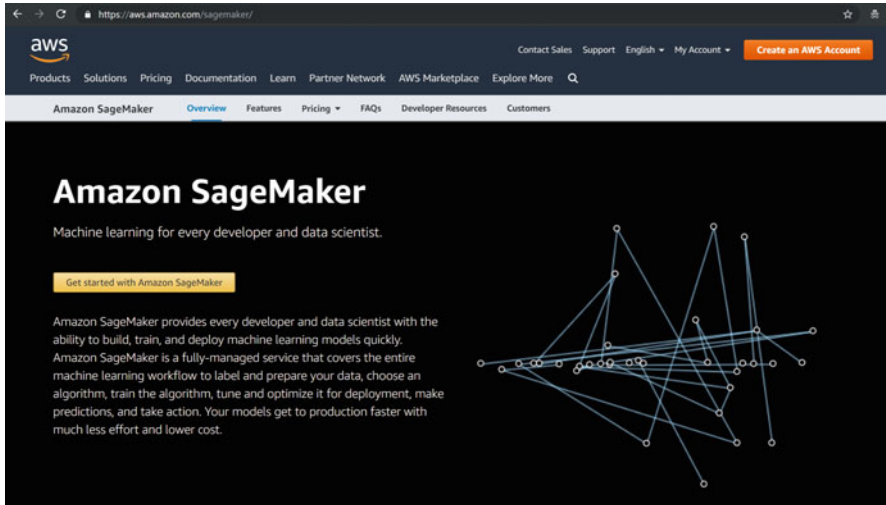 https://aws.amazon.com/sagemaker/
aws
Contact Sales Support English My Account Create an AWS Account
Products Solutions Pricing Documentation Learn Partner Network AWS Marketplace Explore More
Amazon SageMaker Overview Features Pricing FAQs Developer Resources Customers
Amazon SageMaker
Machine learning for every developer and data scientist.
Get started with Amazon SageMaker
Amazon SageMaker provides every developer and data scientist with the
ability to build, train, and deploy machine learning models quickly.
Amazon SageMaker is a fully-managed service that covers the entire
machine learning workflow to label and prepare your data, choose an
algorithm, train the algorithm, tune and optimize it for deployment, make
predictions, and take action. Your models get to production faster with
much less effort and lower cost.